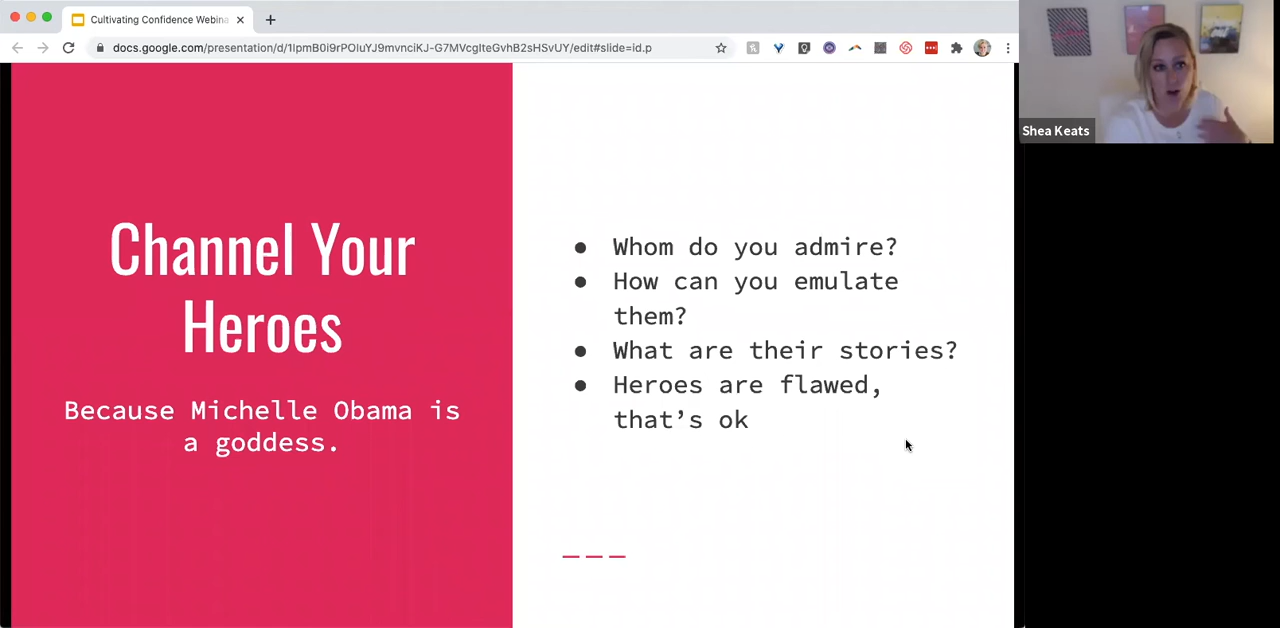 Cultivating Confidence Webina
docs.google.com/presentation/d/1lpmB0i9rPOluYJ9mvnciKJ-G7MVcglteGvhB2sHSvUY/edit#slide=id.p
Shea Keats
Channel Your
Heroes
Because Michelle Obama is
a goddess.
● Whom do you admire?
● How can you emulate
them?
● What are their stories?
● Heroes are flawed,
that’s ok